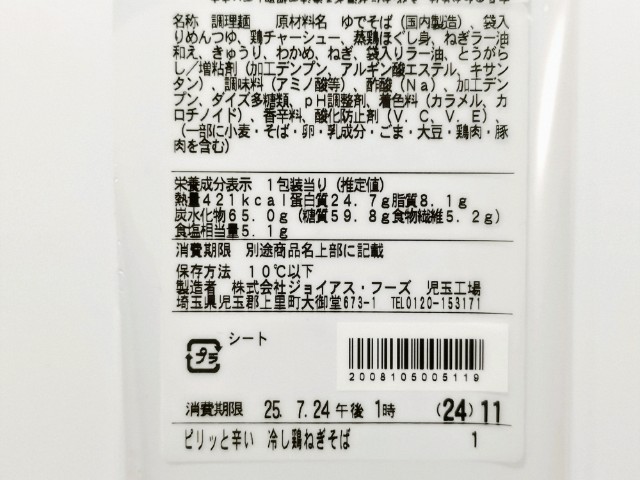 名称 調理麺 原材料名 ゆでそば（国内製造）、袋入
りめんつゆ、鶏チャーシュー、蒸鶏ほぐし身、ねぎラー油
和え、きゅうり、わかめ、ねぎ、袋入りラー油、とうがら
し／増粘剤（加工デンプン、アルギン酸エステル、キサン
タン）、調味料（アミノ酸等）、酢酸（Ｎａ）、加工デン
プン、ダイズ多糖類、ｐＨ調整剤、着色料（カラメル、カ
ロチノイド）、香辛料、酸化防止剤（Ｖ．Ｃ、Ｖ．Ｅ）、
（一部に小麦・そば・卵・乳成分・ごま・大豆・鶏肉・豚
肉を含む）
栄養成分表示 １包装当り（推定値）
熱量４２１ｋｃａｌ蛋白質２４．７ｇ脂質８．１ｇ
炭水化物６５．０ｇ（糖質５９．８ｇ食物繊維５．２ｇ）
食塩相当量５．１ｇ
消費期限 別途商品名上部に記載
保存方法 １０℃以下
製造者 株式会社ジョイアス・フーズ 児玉工場
埼玉県児玉郡上里町大御堂673-1 TEL0120-153171
プラ シート
2008105005119
消費期限 25. 7.24 午後 1時 (24) 11
ピリッと辛い 冷し鶏ねぎそば 1